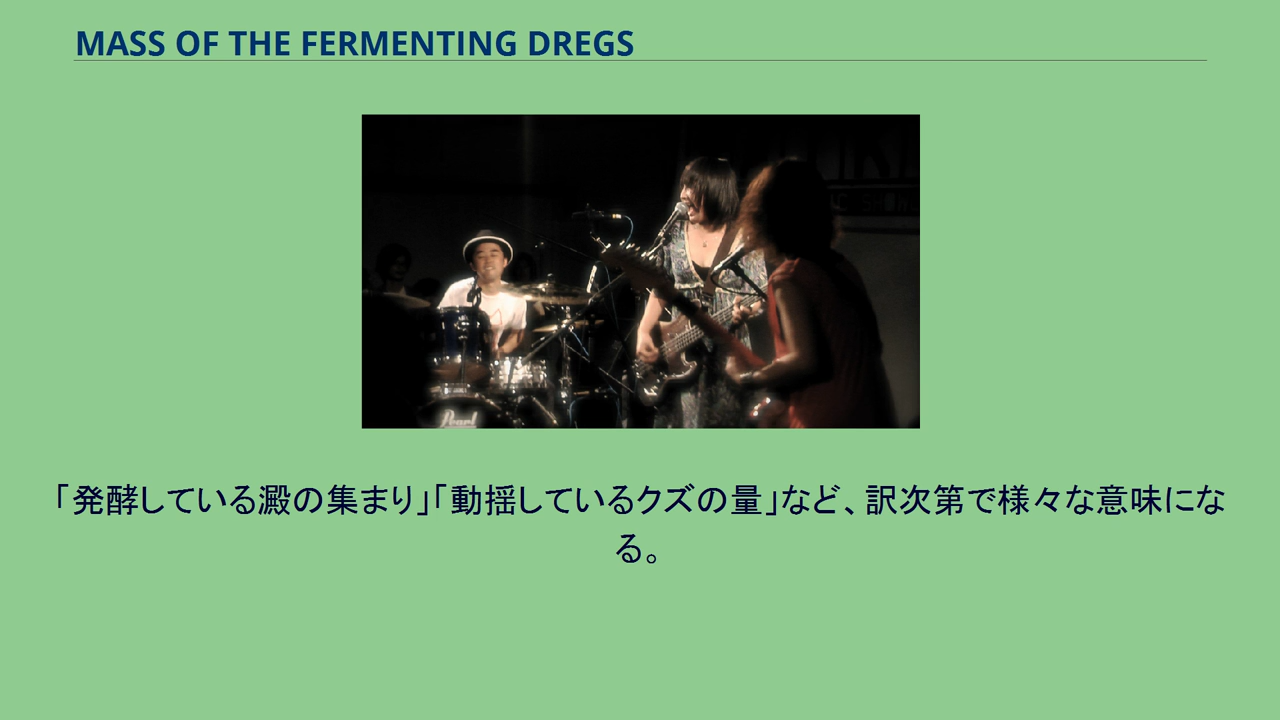 MASS OF THE FERMENTING DREGS
Pearl
「発酵している澱の集まり」「動揺しているクズの量」など、訳次第で様々な意味にな
る。